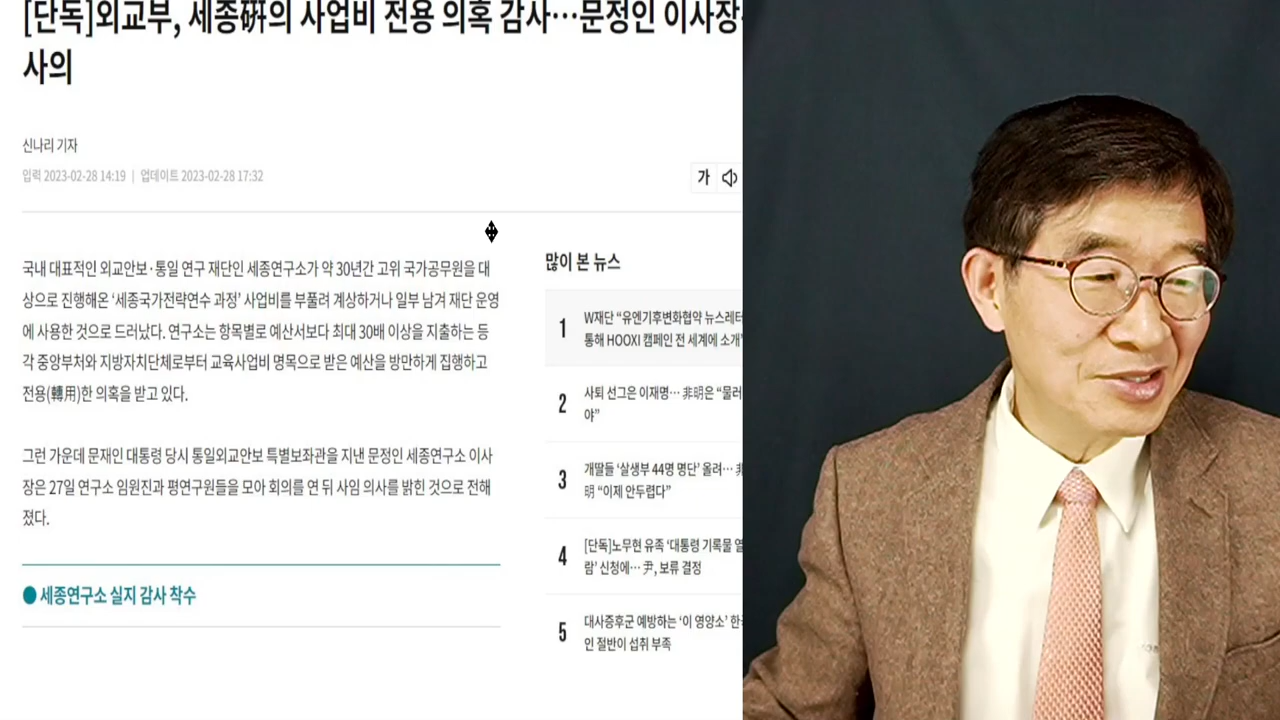 [단독]외교부, 세종硏의 사업비 전용 의혹 감사…문정인 이사장
사의
신나리 기자
입력 2023-02-28 14:19 | 업데이트 2023-02-28 17:32
가
국내 대표적인 외교안보·통일 연구 재단인 세종연구소가 약 30년간 고위 국가공무원을 대
상으로 진행해온 ‘세종국가전략연수 과정’ 사업비를 부풀려 계상하거나 일부 남겨 재단 운영
에 사용한 것으로 드러났다. 연구소는 항목별로 예산서보다 최대 30배 이상을 지출하는 등
각 중앙부처와 지방자치단체로부터 교육사업비 명목으로 받은 예산을 방만하게 집행하고
전용(轉用)한 의혹을 받고 있다.
그런 가운데 문재인 대통령 당시 통일외교안보 특별보좌관을 지낸 문정인 세종연구소 이사
장은 27일 연구소 임원진과 평연구원들을 모아 회의를 연 뒤 사임 의사를 밝힌 것으로 전해
졌다.
● 세종연구소 실지 감사 착수
많이 본 뉴스
1 W재단 “유엔기후변화협약 뉴스레터
통해 HOOXI 캠페인 전 세계에 소개”
2 사퇴 선그은 이재명… 非明은 “물러
야”
3 개딸들 ‘살생부 44명 명단’ 올려… 非
明 “이제 안두렵다”
4 [단독]노무현 유족 ‘대통령 기록물 열
람’ 신청에… 尹, 보류 결정
5 대사증후군 예방하는 ‘이 영양소’ 한국
인 절반이 섭취 부족